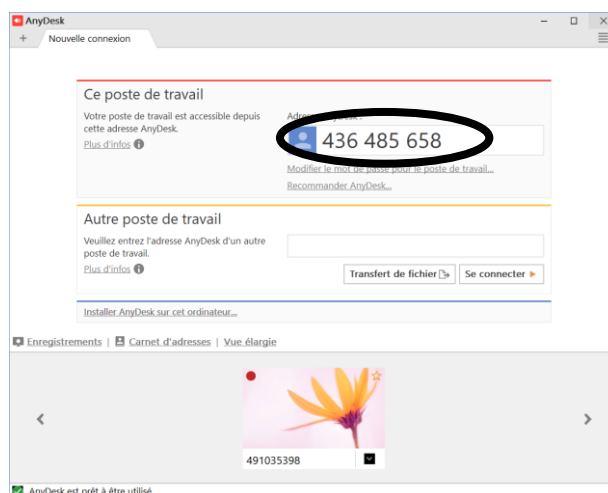 AnyDesk
+ Nouvelle connexion
Ce poste de travail
Votre poste de travail est accessible depuis
cette adresse AnyDesk.
Plus d'infos
436 485 658
Modifier le mot de passe pour le poste de travail...
Recommander AnyDesk...
Autre poste de travail
Veuillez entrez l'adresse AnyDesk d'un autre
poste de travail.
Plus d'infos
Transfert de fichier Se connecter
Installer AnyDesk sur cet ordinateur...
Enregistrements | Carnet d'adresses | Vue élargie
491035398
AnyDesk est prêt à être utilisé